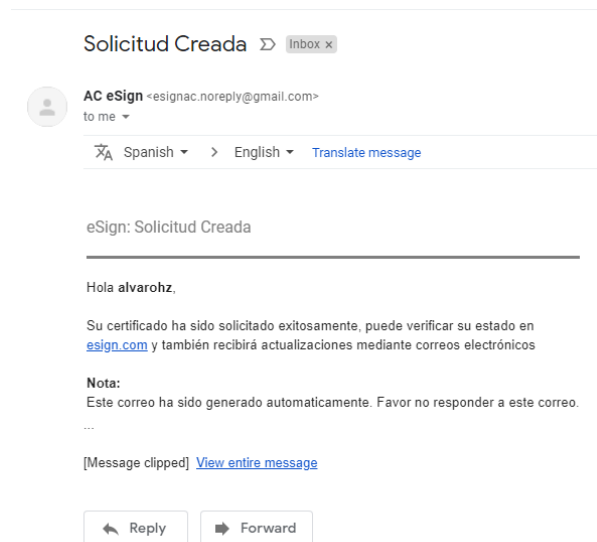 Solicitud Creada Inbox x
AC eSign <esignac.noreply@gmail.com>
to me
Spanish > English Translate message
eSign: Solicitud Creada
Hola alvarohz,
Su certificado ha sido solicitado exitosamente, puede verificar su estado en
esign.com y también recibirá actualizaciones mediante correos electrónicos
Nota:
Este correo ha sido generado automaticamente. Favor no responder a este correo.
...
[Message clipped] View entire message
Reply Forward